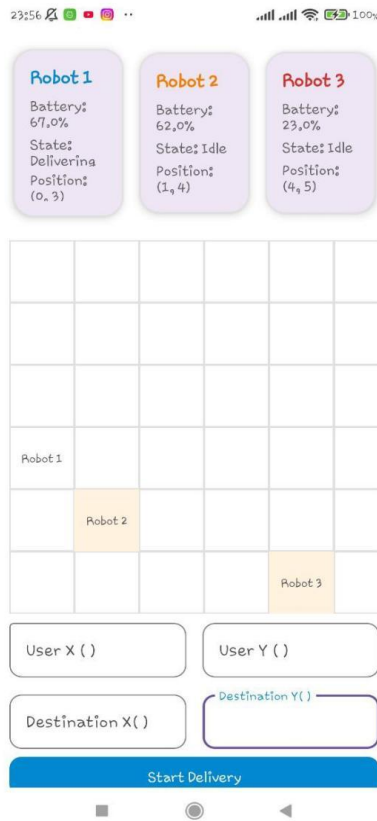 23:56
100%
Robot 1
Battery:
67,0%
State:
Delivering
Position:
(0, 3)
Robot 2
Battery:
62,0%
State: Idle
Position:
(1, 4)
Robot 3
Battery:
23,0%
State: Idle
Position:
(4, 5)
Robot 1
Robot 2
Robot 3
User X ( )
User Y ( )
Destination X( )
Destination Y( )
Start Delivery